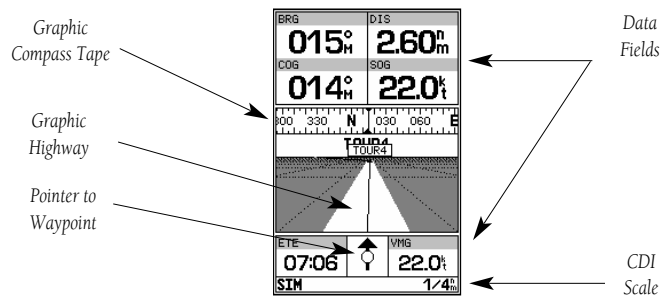 Graphic
Compass Tape
Graphic
Highway
Pointer to
Waypoint
BRG
DIS
015°M
2.60nm
COG
SOG
014°M
22.0kt
300 330 N 030 060 E
TOUR4
TOUR4
ETE
VMG
07:06
22.0kt
SIM
1/4nm
Data
Fields
CDI
Scale